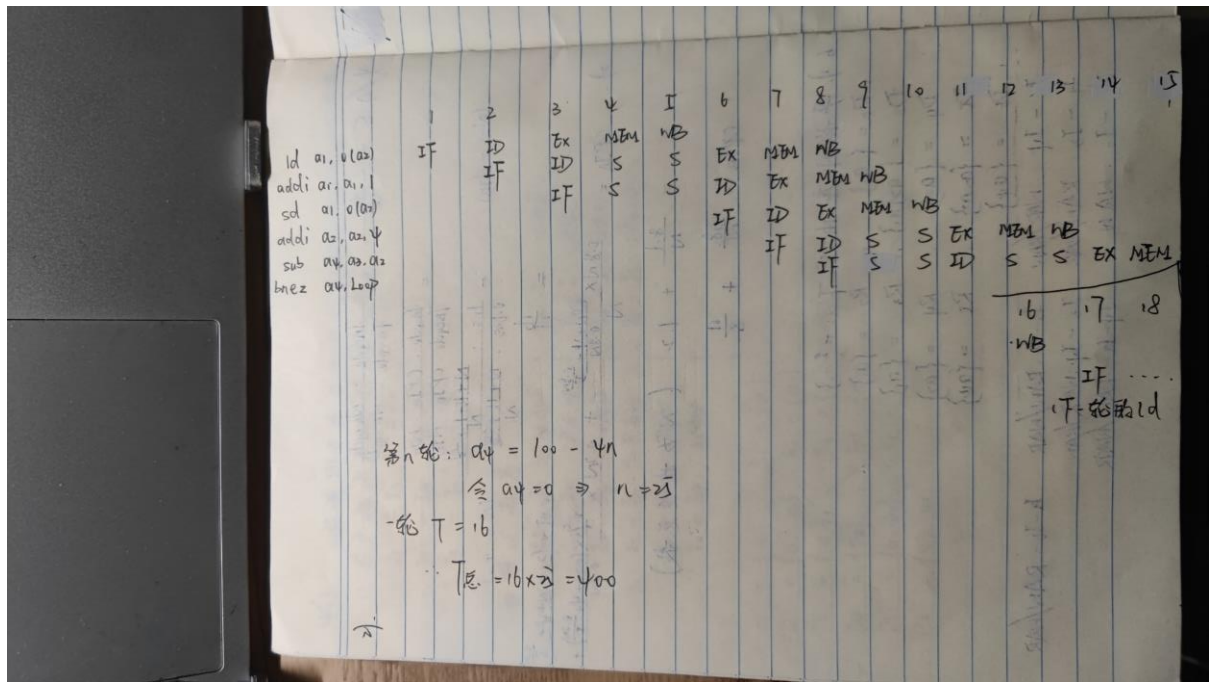 1 2 3 4 5 6 7 8 9 10 11 12 13 14 15
ld a1, 0(a2) IF ID EX MEM WB
addi a1, a1, 1 IF ID S S EX MEM WB
sd a1, 0(a2) IF S S ID EX MEM WB
addi a2, a2, 4 IF ID EX MEM WB
sub a4, a3, a2 IF ID S S EX MEM WB
bnez a4, Loop IF S S ID S S EX MEM
16 17 18
WB
IF ....
下一轮的ld
第n轮: a4 = 100 - 4n
令 a4=0 ⇒ n=25
一轮 T = 16
T总 = 16×25 = 400